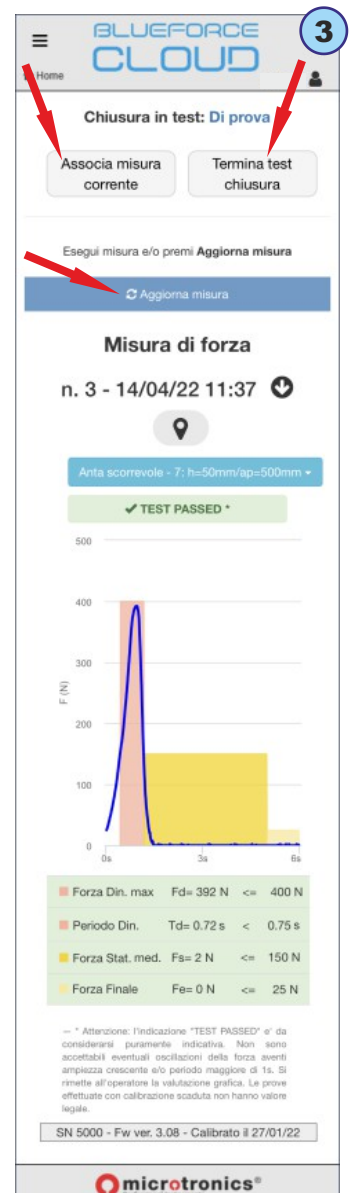 BLUEFORCE
CLOUD
3
Home
Chiusura in test: Di prova
Associa misura
corrente
Termina test
chiusura
Esegui misura e/o premi Aggiorna misura
Aggiorna misura
Misura di forza
n. 3 - 14/04/22 11:37
Anta scorrevole - 7: h=50mm/ap=500mm
✔ TEST PASSED *
500
400
300
200
100
0
F (N)
0s 3s 6s
Forza Din. max Fd= 392 N <= 400 N
Periodo Din. Td= 0.72 s < 0.75 s
Forza Stat. med. Fs= 2 N <= 150 N
Forza Finale Fe= 0 N <= 25 N
— * Attenzione: l'indicazione "TEST PASSED" e' da
considerarsi puramente indicativa. Non sono
accettabili eventuali oscillazioni della forza aventi
ampiezza crescente e/o periodo maggiore di 1s. Si
rimette all'operatore la valutazione grafica. Le prove
effettuate con calibrazione scaduta non hanno valore
legale.
SN 5000 - Fw ver. 3.08 - Calibrato il 27/01/22
microtronics®